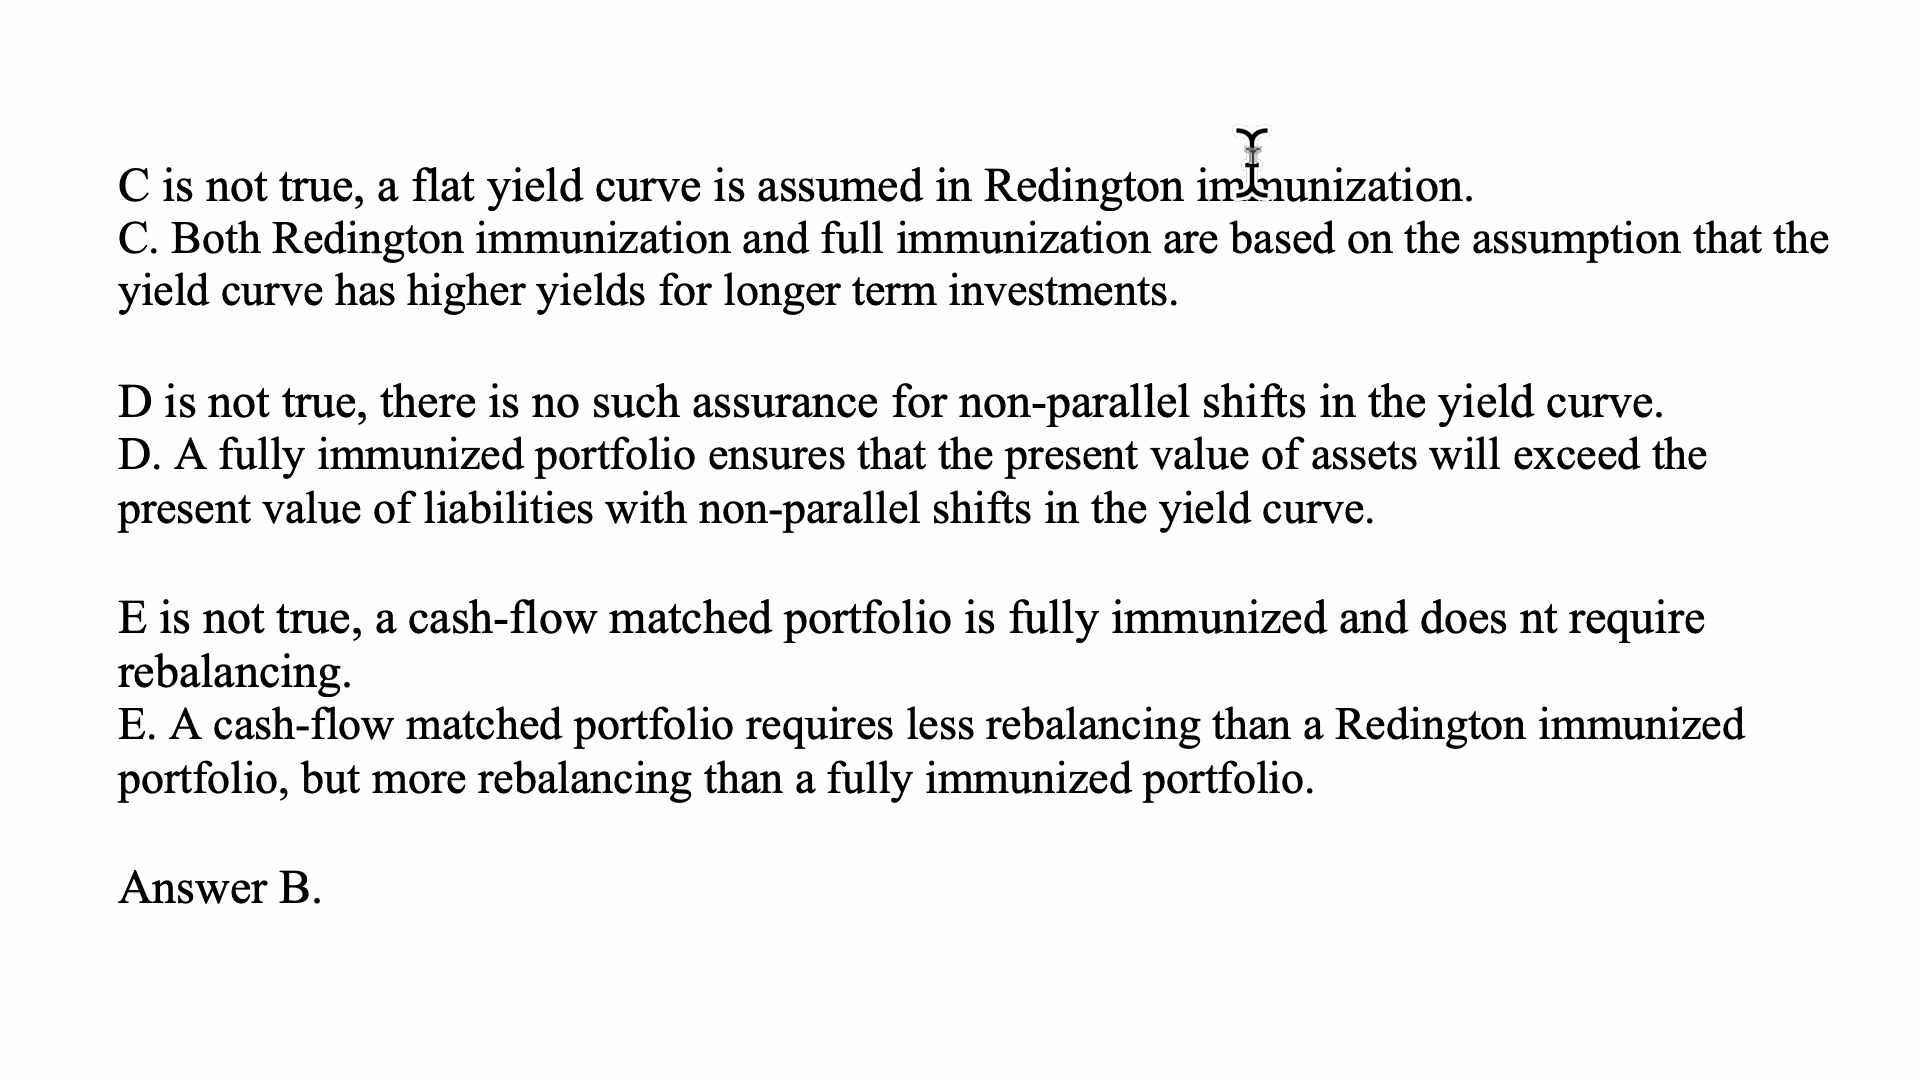 C is not true, a flat yield curve is assumed in Redington immunization.
C. Both Redington immunization and full immunization are based on the assumption that the
yield curve has higher yields for longer term investments.
D is not true, there is no such assurance for non-parallel shifts in the yield curve.
D. A fully immunized portfolio ensures that the present value of assets will exceed the
present value of liabilities with non-parallel shifts in the yield curve.
E is not true, a cash-flow matched portfolio is fully immunized and does nt require
rebalancing.
E. A cash-flow matched portfolio requires less rebalancing than a Redington immunized
portfolio, but more rebalancing than a fully immunized portfolio.
Answer B.